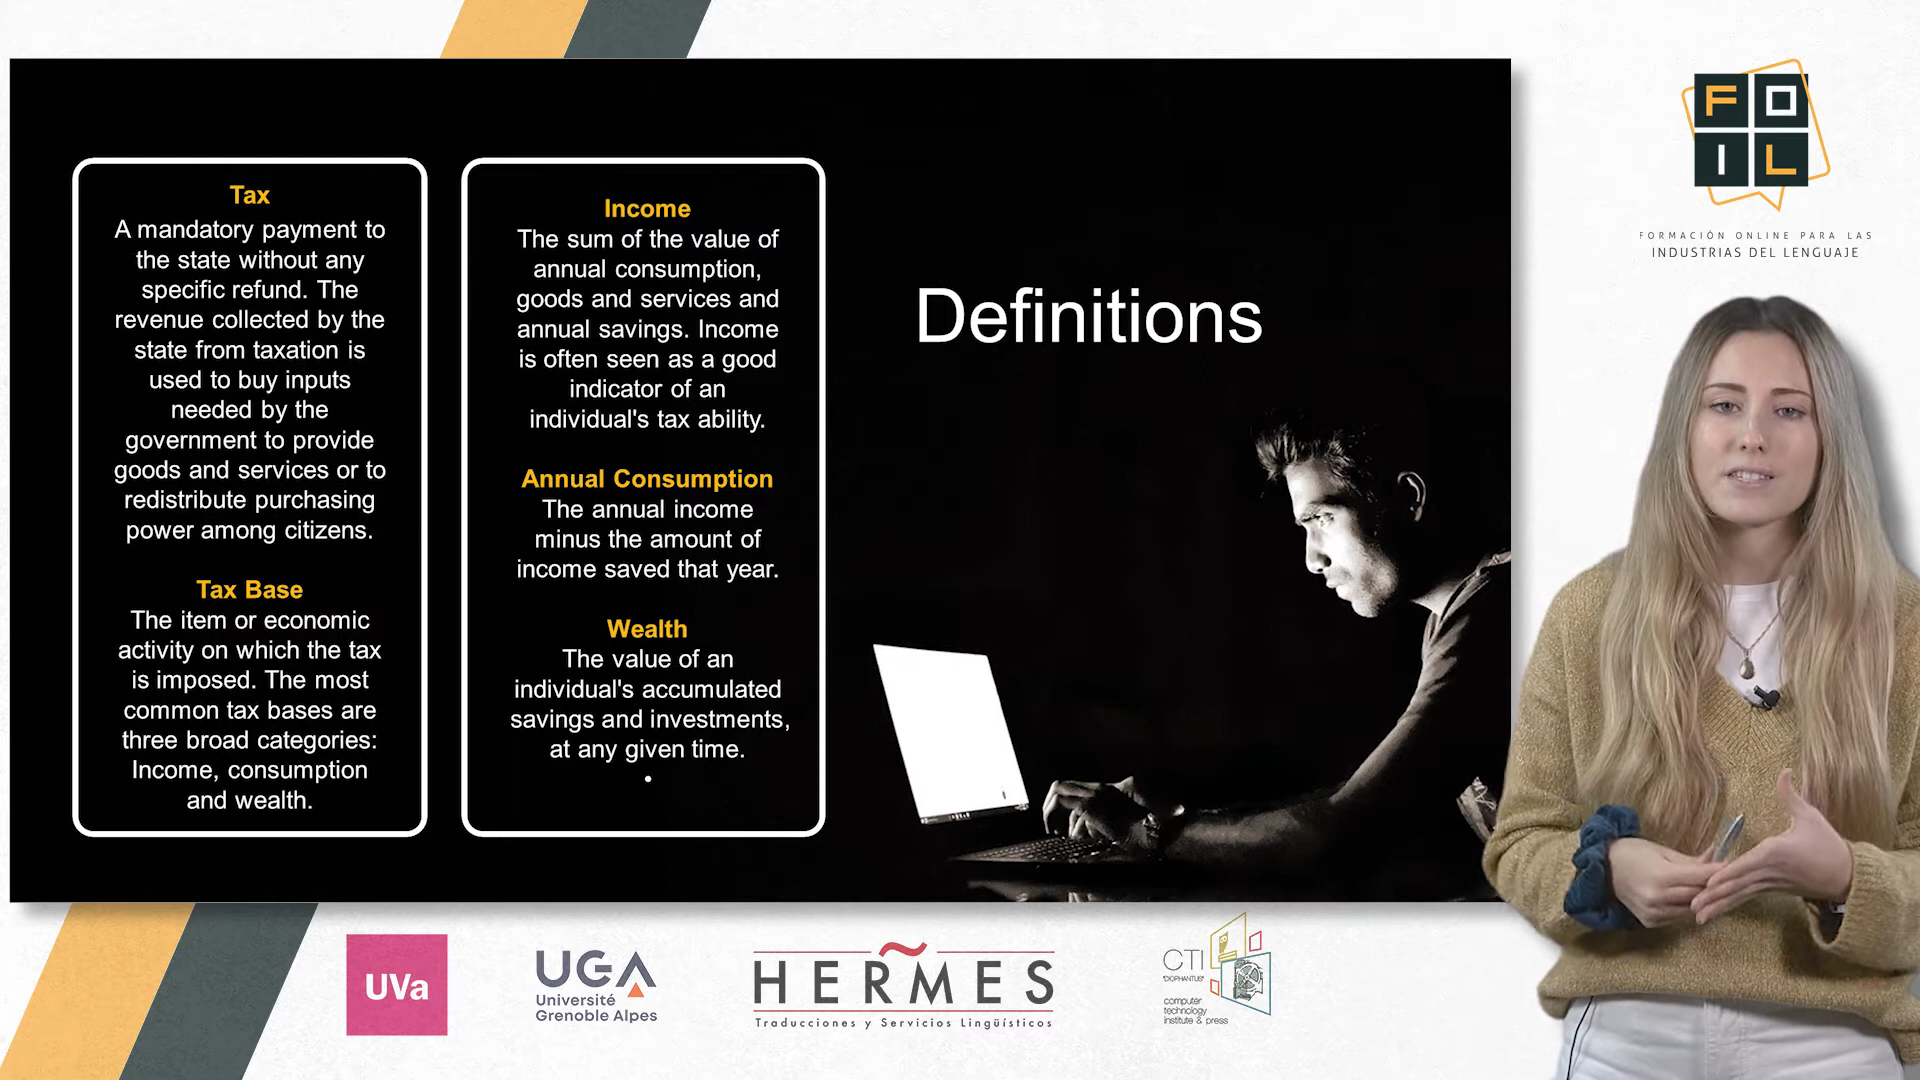 Tax
A mandatory payment to
the state without any
specific refund. The
revenue collected by the
state from taxation is
used to buy inputs
needed by the
government to provide
goods and services or to
redistribute purchasing
power among citizens.
Tax Base
The item or economic
activity on which the tax
is imposed. The most
common tax bases are
three broad categories:
Income, consumption
and wealth.
Income
The sum of the value of
annual consumption,
goods and services and
annual savings. Income
is often seen as a good
indicator of an
individual's tax ability.
Annual Consumption
The annual income
minus the amount of
income saved that year.
Wealth
The value of an
individual's accumulated
savings and investments,
at any given time.
•
Definitions
F O
I L
FORMACIÓN ONLINE PARA LAS
INDUSTRIAS DEL LENGUAJE
UVa
UGA
Université
Grenoble Alpes
HERMES
Traducciones y Servicios Lingüísticos
CTI
"DIOPHANTUS"
computer
technology
institute & press